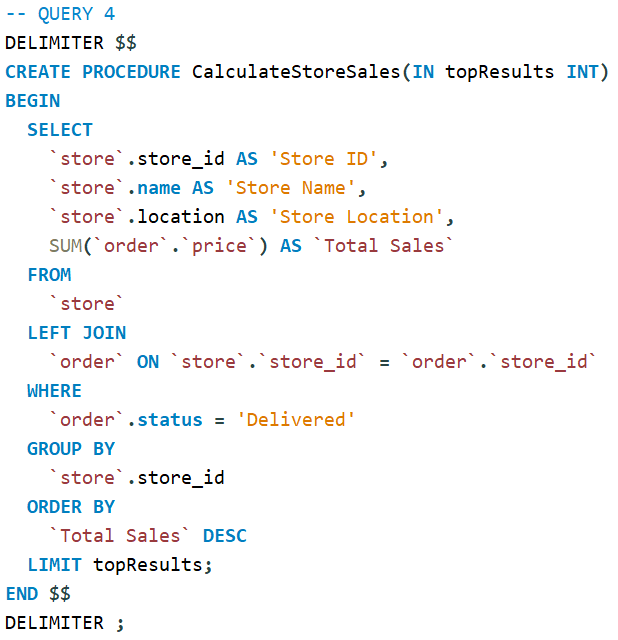 -- QUERY 4
DELIMITER $$
CREATE PROCEDURE CalculateStoreSales(IN topResults INT)
BEGIN
  SELECT
    `store`.store_id AS 'Store ID',
    `store`.name AS 'Store Name',
    `store`.location AS 'Store Location',
    SUM(`order`.`price`) AS `Total Sales`
  FROM
    `store`
  LEFT JOIN
    `order` ON `store`.`store_id` = `order`.`store_id`
  WHERE
    `order`.status = 'Delivered'
  GROUP BY
    `store`.store_id
  ORDER BY
    `Total Sales` DESC
  LIMIT topResults;
END $$
DELIMITER ;